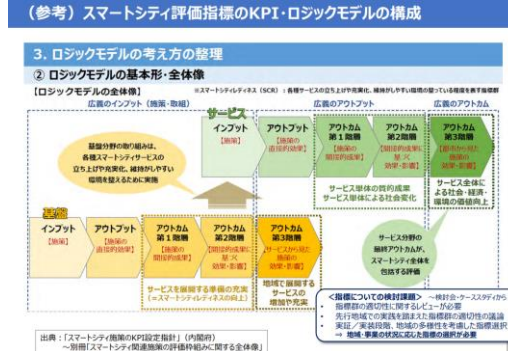 (参考)スマートシティ評価指標のKPI・ロジックモデルの構成
3. ロジックモデルの考え方の整理
② ロジックモデルの基本形・全体像
【ロジックモデルの全体像】
※スマートシティレディネス(SCR):各種サービスの立ち上げや充実化、維持がしやすい環境の整っている程度を表す指標群
広義のインプット(施策・取組)
広義のアウトプット
広義のアウトカム
サービス
インプット
【施策】
アウトプット
【施策の
直接的効果】
アウトカム
第1階層
【施策の
間接的成果】
アウトカム
第2階層
【間接的成果に
基づく
効果・影響】
アウトカム
第3階層
【都市から見た
施策の
効果・影響】
基盤分野の取り組みは、
各種スマートシティサービスの
立ち上げや充実化、維持がしやすい
環境を整えるために実施
サービス単体の質的成果
サービス単体による社会変化
サービス全体に
よる社会・経済・
環境の価値向上
基盤
インプット
【施策】
アウトプット
【施策の
直接的効果】
アウトカム
第1階層
【施策の
間接的成果】
アウトカム
第2階層
【間接的成果に
基づく
効果・影響】
アウトカム
第3階層
【サービスから見た
施策の
効果・影響】
サービス分野の
最終アウトカムが、
スマートシティ全体を
包括する評価
サービスを展開する準備の充実
(=スマートシティレディネスの向上)
地域で展開する
サービスの
増加や充実
<指標についての検討課題> ~検討会・ケーススタディから
・ 指標群の適切性に関するレビューが必要
・ 先行地域での実践を踏まえた指標群の適切性の議論
・ 実証/実装段階、地域の多様性を考慮した指標選択
⇒ 地域・事業の状況に応じた指標の選択が必要
出典:「スマートシティ施策のKPI設定指針」(内閣府)
~別冊「スマートシティ関連施策の評価枠組みに関する全体像」